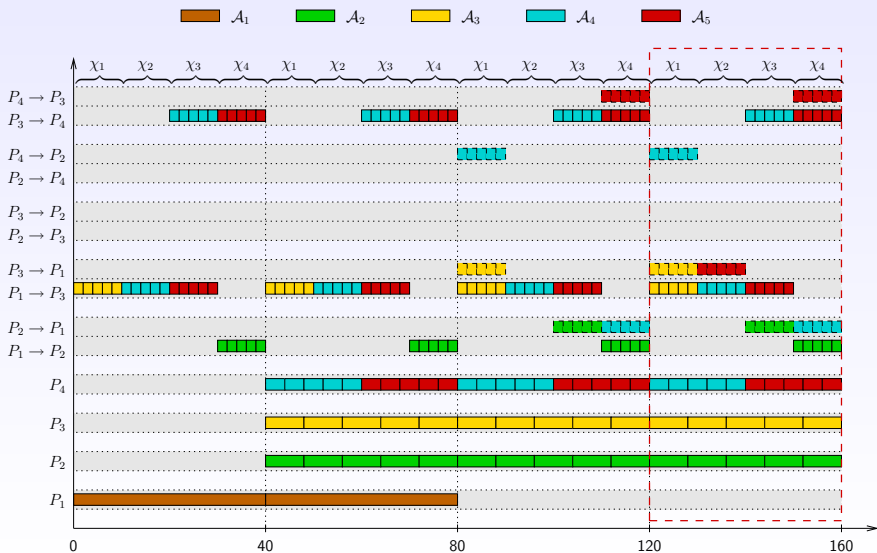 𝒜₁ 𝒜₂ 𝒜₃ 𝒜₄ 𝒜₅
χ₁ χ₂ χ₃ χ₄ χ₁ χ₂ χ₃ χ₄ χ₁ χ₂ χ₃ χ₄ χ₁ χ₂ χ₃ χ₄
P₄ → P₃
P₃ → P₄
P₄ → P₂
P₂ → P₄
P₃ → P₂
P₂ → P₃
P₃ → P₁
P₁ → P₃
P₂ → P₁
P₁ → P₂
P₄
P₃
P₂
P₁
0 40 80 120 160